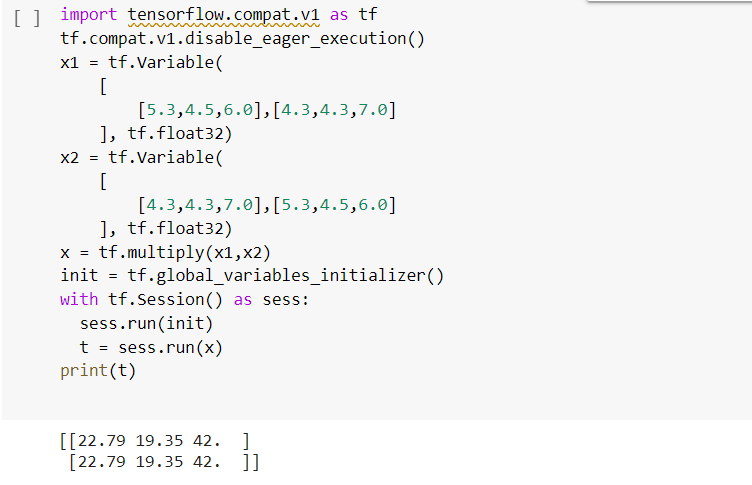 [ ] import tensorflow.compat.v1 as tf
tf.compat.v1.disable_eager_execution()
x1 = tf.Variable(
    [
        [5.3,4.5,6.0],[4.3,4.3,7.0]
    ], tf.float32)
x2 = tf.Variable(
    [
        [4.3,4.3,7.0],[5.3,4.5,6.0]
    ], tf.float32)
x = tf.multiply(x1,x2)
init = tf.global_variables_initializer()
with tf.Session() as sess:
  sess.run(init)
  t = sess.run(x)
print(t)
[[22.79 19.35 42.  ]
 [22.79 19.35 42.  ]]